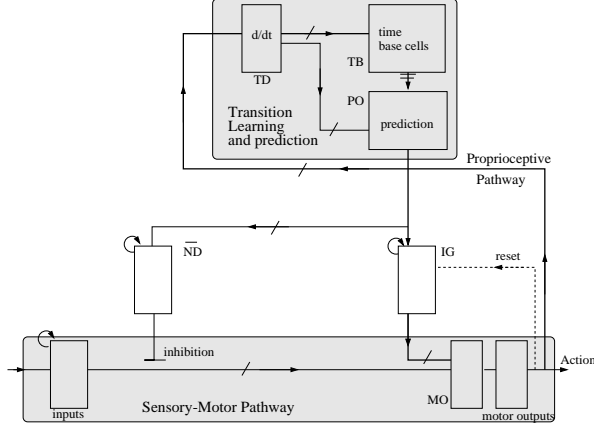 d/dt
time
base cells
TB
TD
PO
Transition
Learning
and prediction
prediction
Proprioceptive
Pathway
ND
IG
reset
inhibition
Action
MO
inputs
Sensory-Motor Pathway
motor outputs